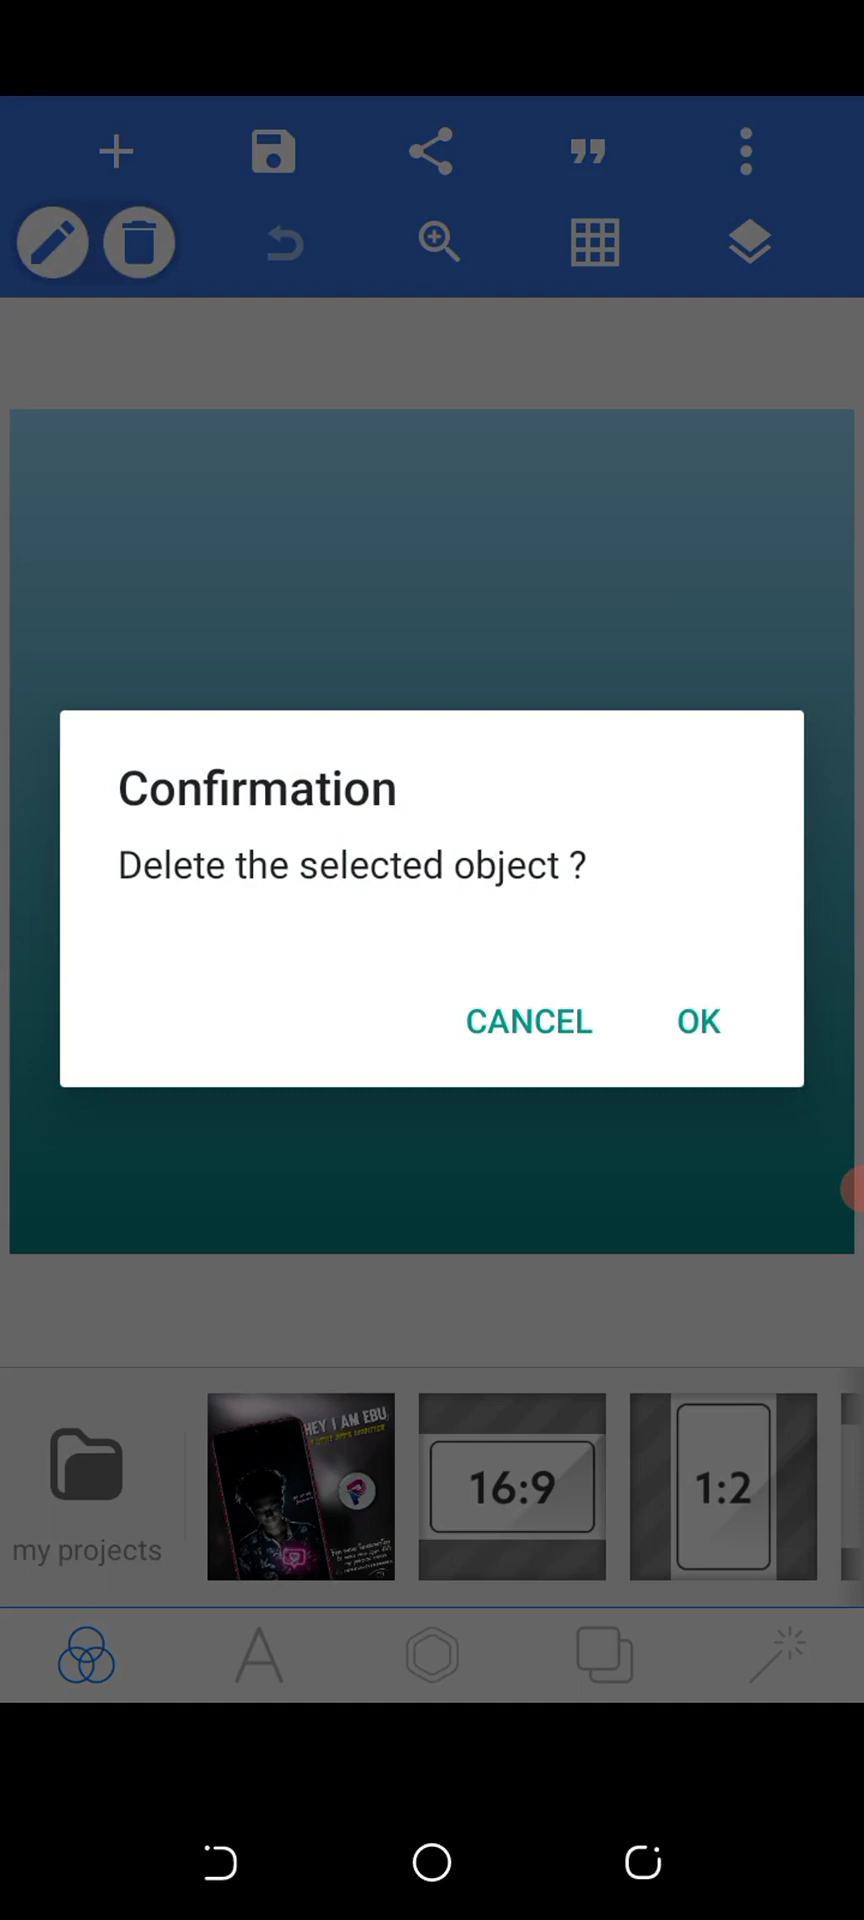 Confirmation
Delete the selected object ?
CANCEL OK
my projects
HEY I AM EBU,
16:9
1:2